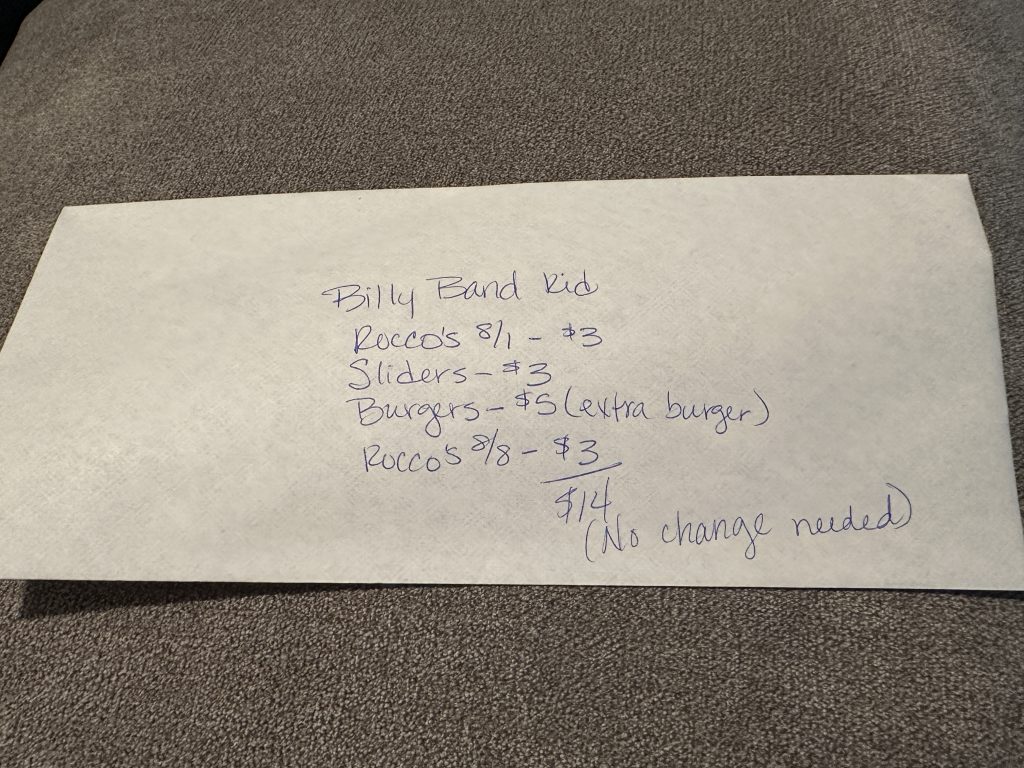 Billy Band Kid
Rocco's 8/1 - $3
Sliders - $3
Burgers - $5 (extra burger)
Rocco's 8/8 - $3
$14
(No change needed)